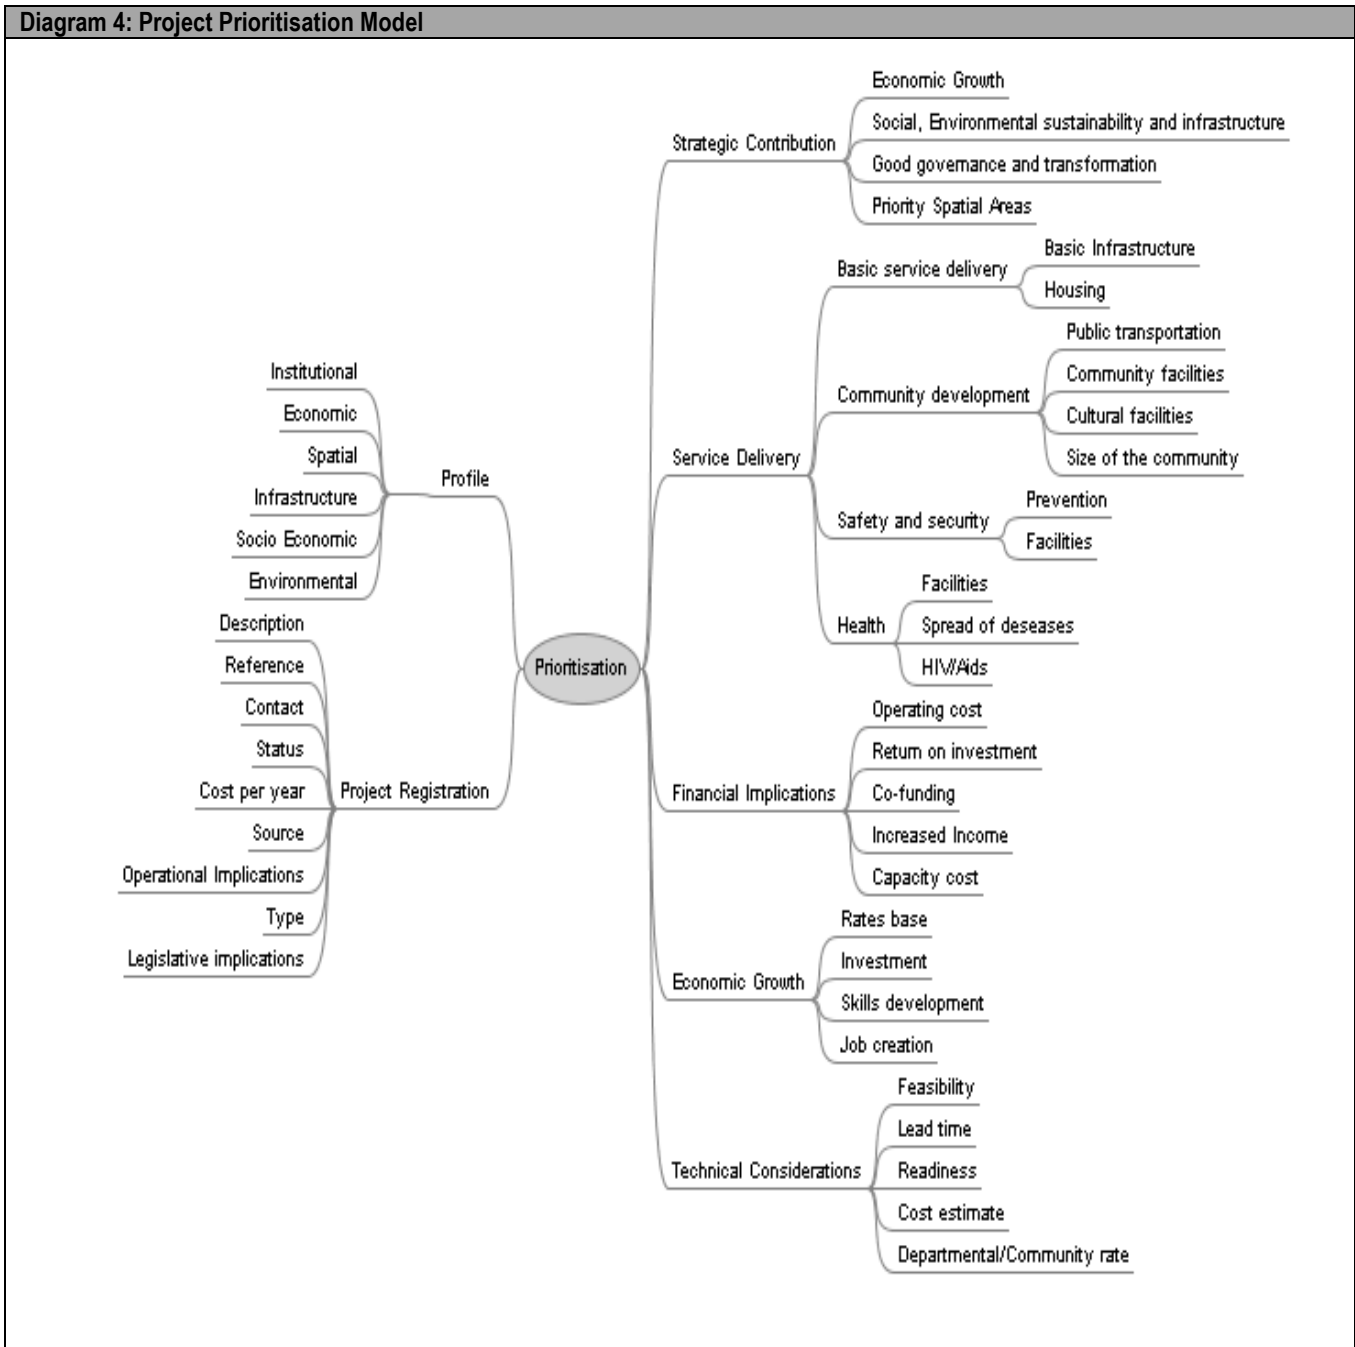 Diagram 4: Project Prioritisation Model
Prioritisation
Profile
Institutional
Economic
Spatial
Infrastructure
Socio Economic
Environmental
Project Registration
Description
Reference
Contact
Status
Cost per year
Source
Operational Implications
Type
Legislative implications
Strategic Contribution
Economic Growth
Social, Environmental sustainability and infrastructure
Good governance and transformation
Priority Spatial Areas
Service Delivery
Basic service delivery
Basic Infrastructure
Housing
Community development
Public transportation
Community facilities
Cultural facilities
Size of the community
Safety and security
Prevention
Facilities
Health
Facilities
Spread of deseases
HIV/Aids
Financial Implications
Operating cost
Return on investment
Co-funding
Increased Income
Capacity cost
Economic Growth
Rates base
Investment
Skills development
Job creation
Technical Considerations
Feasibility
Lead time
Readiness
Cost estimate
Departmental/Community rate